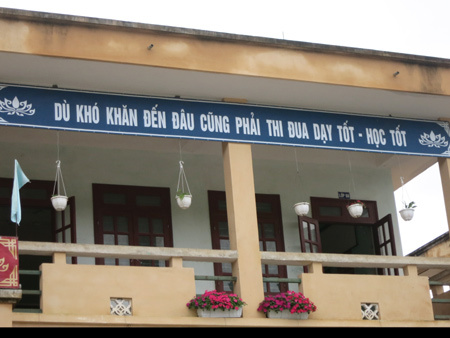 DÙ KHÓ KHĂN ĐẾN ĐÂU CŨNG PHẢI THI ĐUA DẠY TỐT - HỌC TỐT